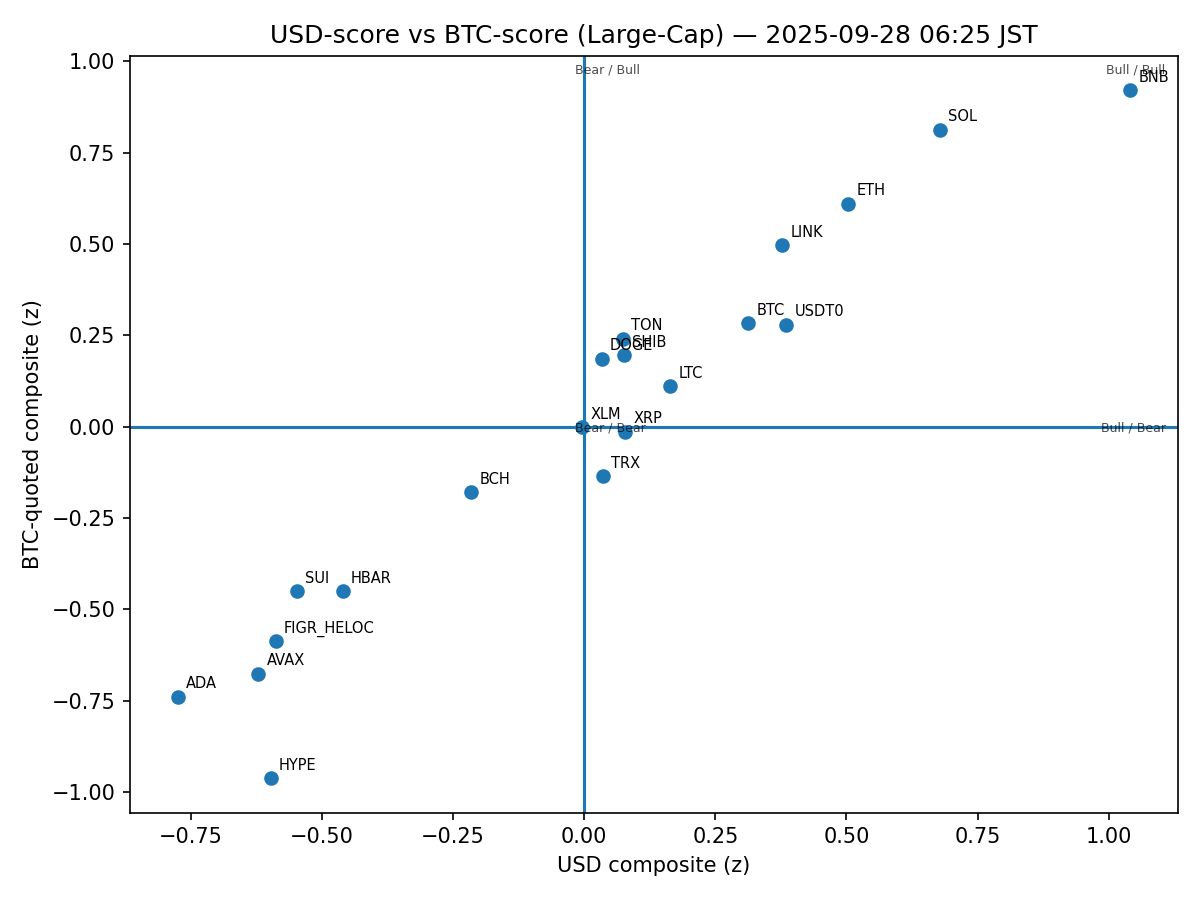 USD-score vs BTC-score (Large-Cap) — 2025-09-28 06:25 JST
Bear / Bull
Bull / Bull
BNB
SOL
ETH
LINK
BTC
USDT0
TON
SHIB
DOGE
LTC
XLM
XRP
Bear / Bear
Bull / Bear
TRX
BCH
SUI
HBAR
FIGR_HELOC
AVAX
ADA
HYPE
1.00
0.75
0.50
0.25
0.00
−0.25
−0.50
−0.75
−1.00
BTC-quoted composite (z)
−0.75
−0.50
−0.25
0.00
0.25
0.50
0.75
1.00
USD composite (z)